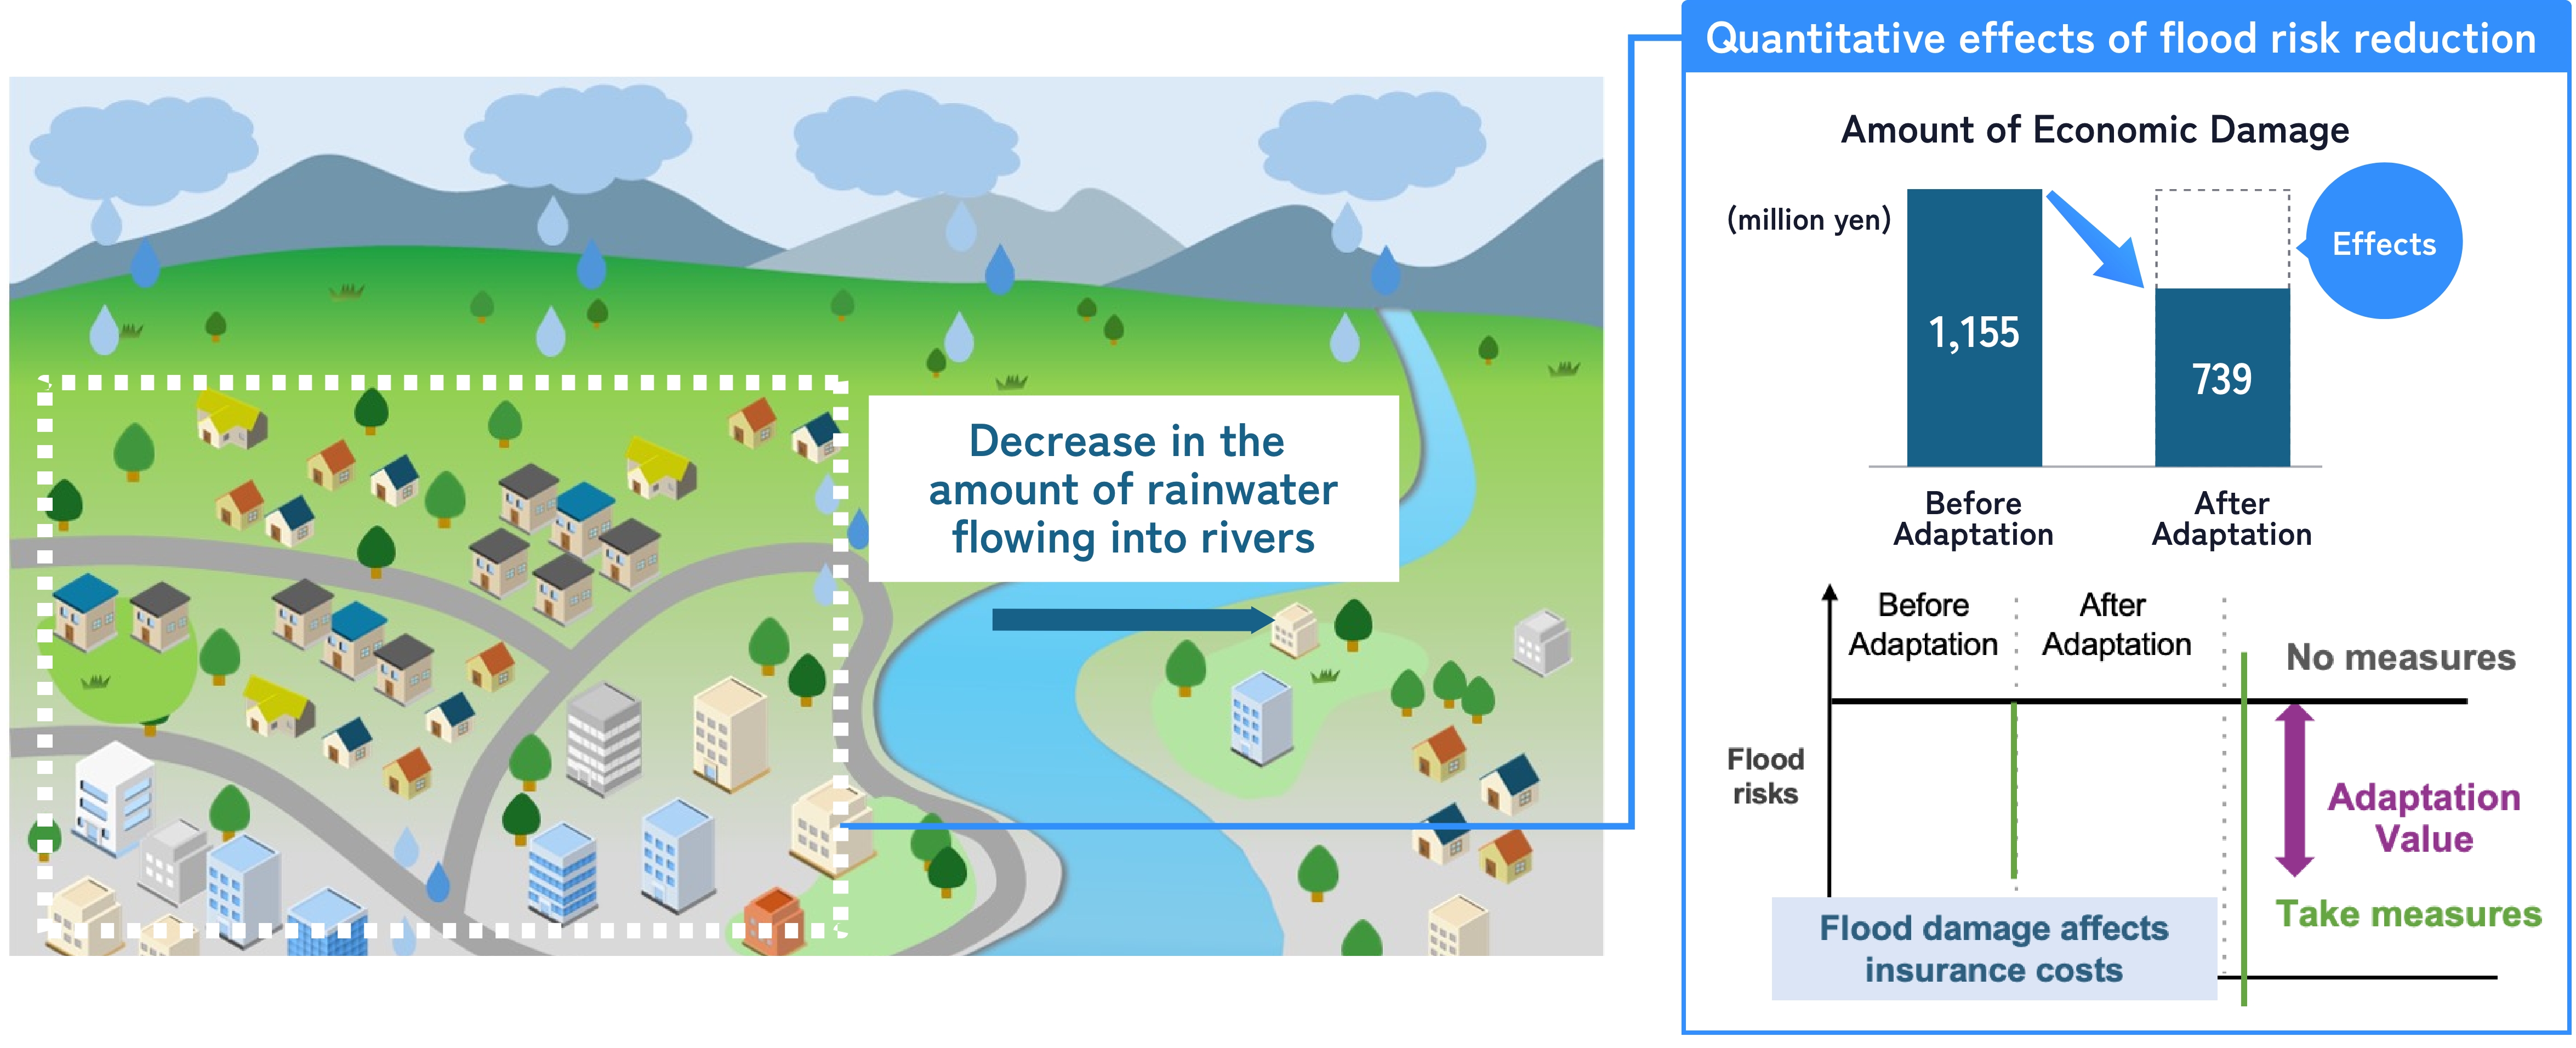 Quantitative effects of flood risk reduction
Amount of Economic Damage
(million yen)
1,155
739
Effects
Before
Adaptation
After
Adaptation
Decrease in the
amount of rainwater
flowing into rivers
Before
Adaptation
After
Adaptation
No measures
Flood
risks
Adaptation
Value
Take measures
Flood damage affects
insurance costs